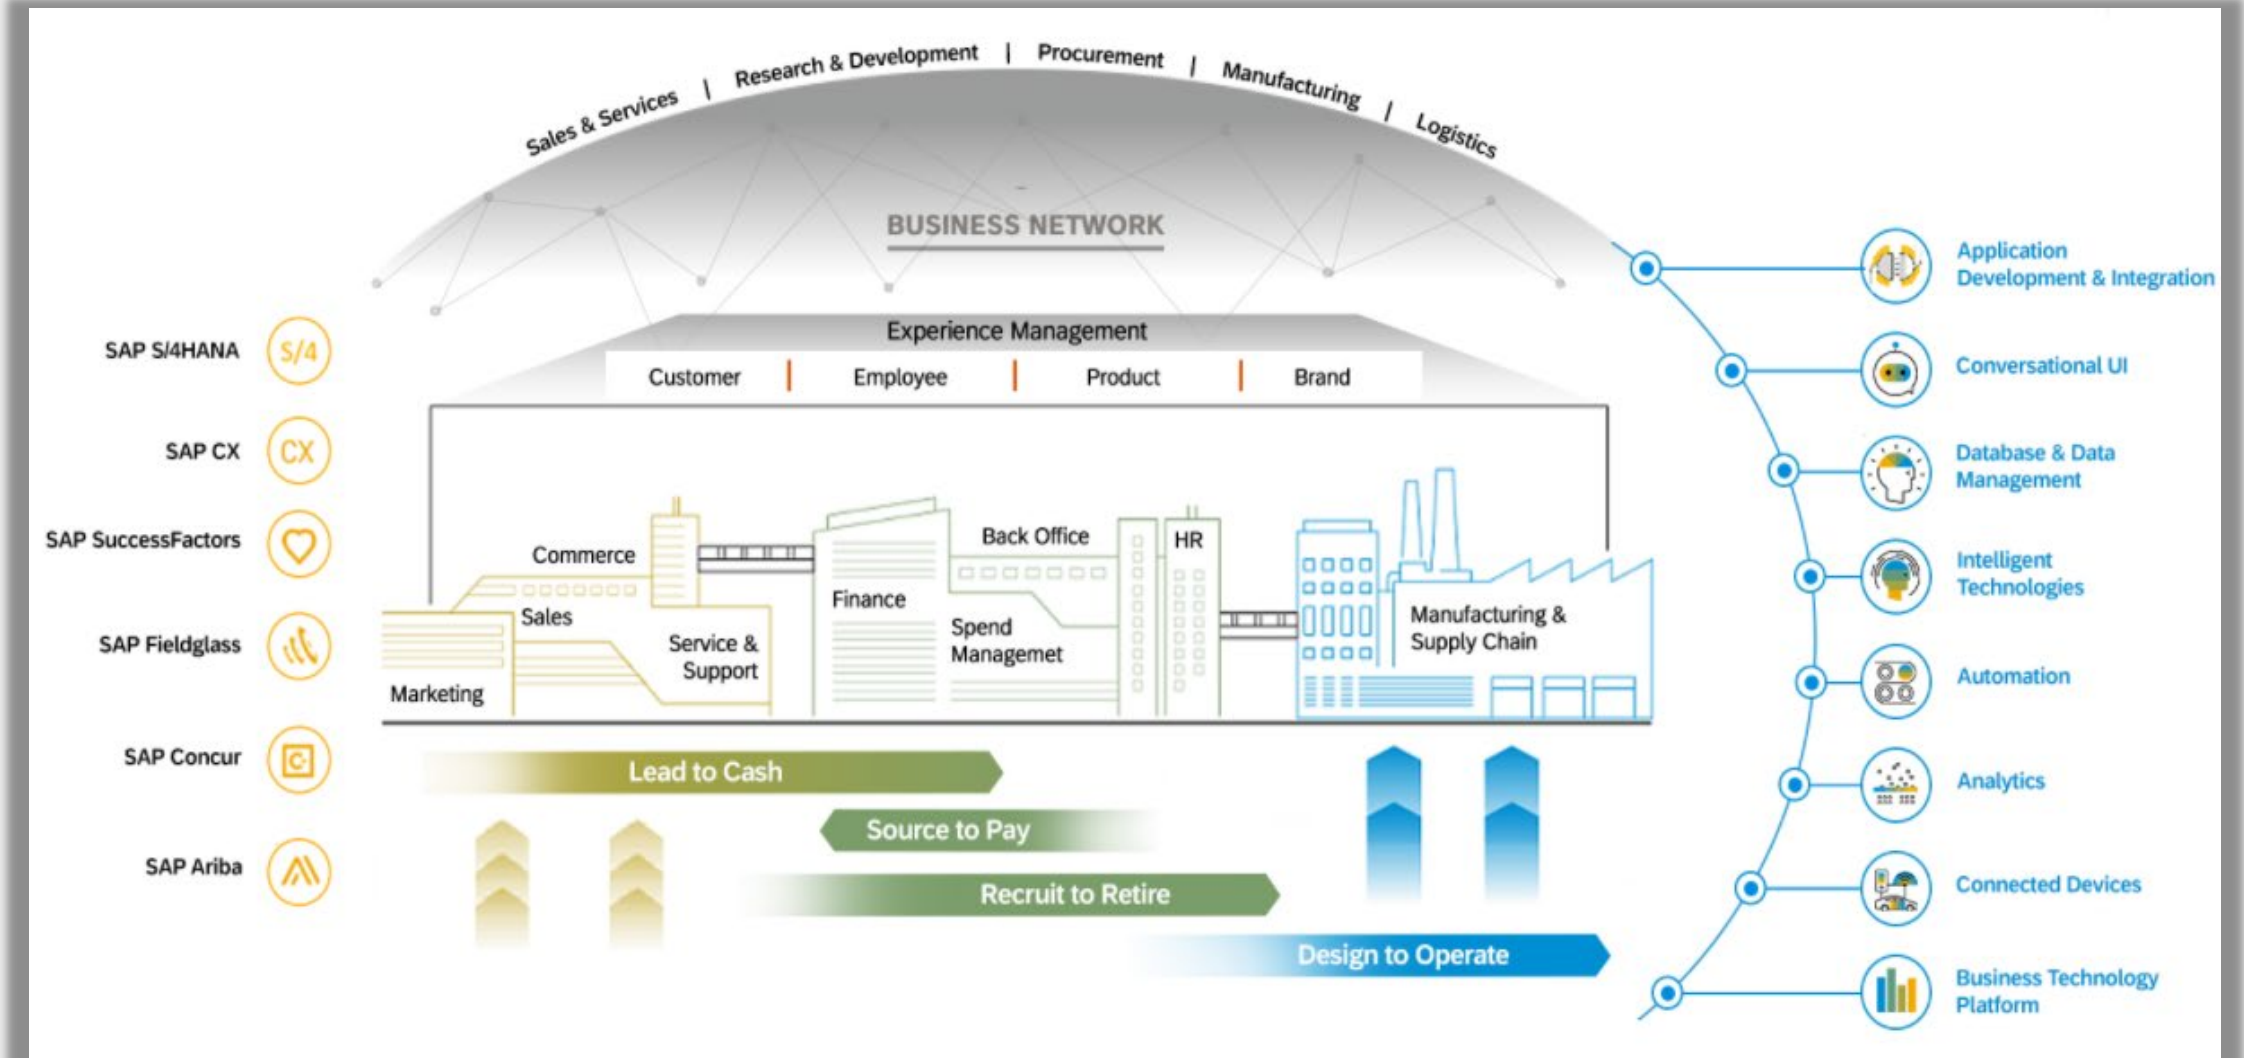 Sales & Services | Research & Development | Procurement | Manufacturing | Logistics
BUSINESS NETWORK
Experience Management
Customer | Employee | Product | Brand
SAP S/4HANA
S/4
SAP CX
CX
SAP SuccessFactors
SAP Fieldglass
SAP Concur
C.
SAP Ariba
Commerce
Sales
Service &
Support
Marketing
Back Office
HR
Finance
Spend
Managemet
Manufacturing &
Supply Chain
Lead to Cash
Source to Pay
Recruit to Retire
Design to Operate
Application
Development & Integration
Conversational UI
Database & Data
Management
Intelligent
Technologies
Automation
Analytics
Connected Devices
Business Technology
Platform